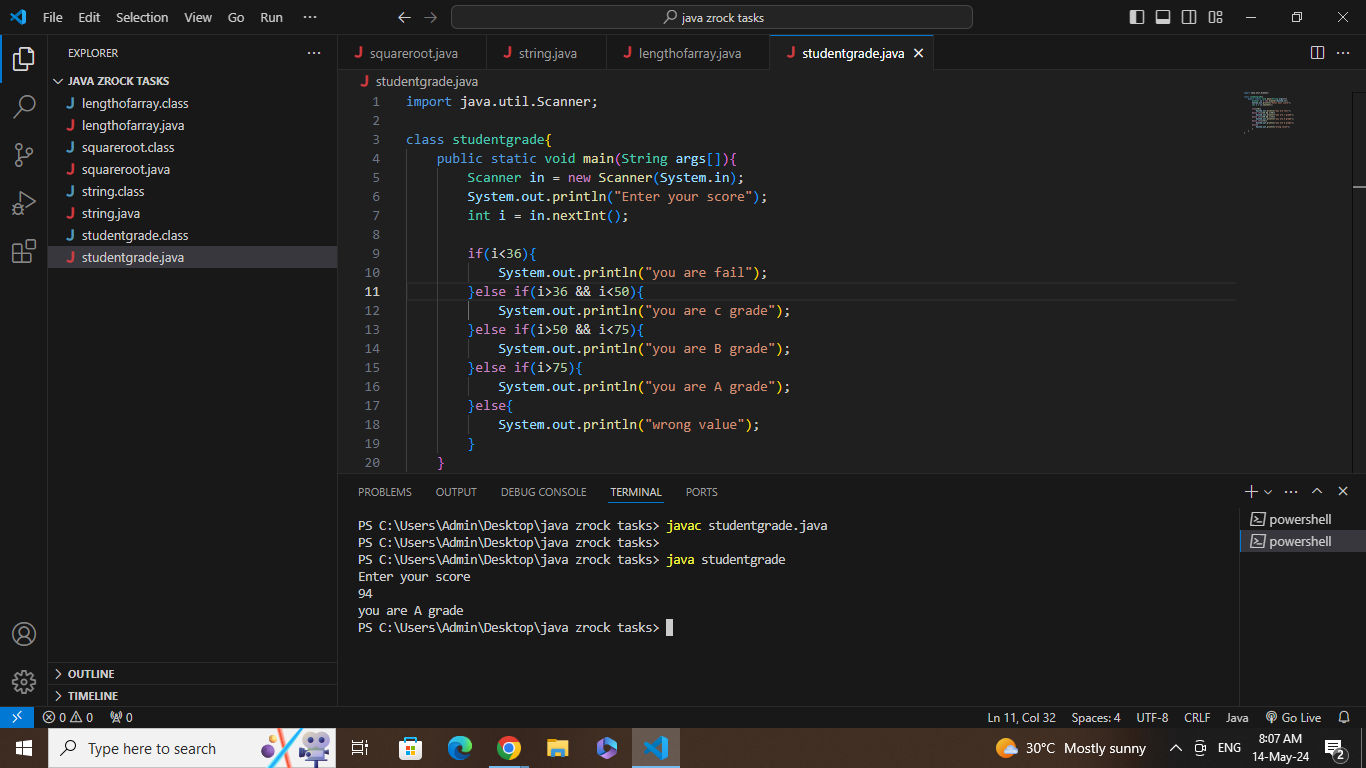 File Edit Selection View Go Run ··· java zrock tasks
EXPLORER ···
JAVA ZROCK TASKS
J lengthofarray.class
J lengthofarray.java
J squareroot.class
J squareroot.java
J string.class
J string.java
J studentgrade.class
J studentgrade.java
OUTLINE
TIMELINE
J squareroot.java J string.java J lengthofarray.java J studentgrade.java
J studentgrade.java
1 import java.util.Scanner;
2
3 class studentgrade{
4 public static void main(String args[]){
5 Scanner in = new Scanner(System.in);
6 System.out.println("Enter your score");
7 int i = in.nextInt();
8
9 if(i<36){
10 System.out.println("you are fail");
11 }else if(i>36 && i<50){
12 System.out.println("you are c grade");
13 }else if(i>50 && i<75){
14 System.out.println("you are B grade");
15 }else if(i>75){
16 System.out.println("you are A grade");
17 }else{
18 System.out.println("wrong value");
19 }
20 }
PROBLEMS OUTPUT DEBUG CONSOLE TERMINAL PORTS
PS C:\Users\Admin\Desktop\java zrock tasks> javac studentgrade.java
PS C:\Users\Admin\Desktop\java zrock tasks>
PS C:\Users\Admin\Desktop\java zrock tasks> java studentgrade
Enter your score
94
you are A grade
PS C:\Users\Admin\Desktop\java zrock tasks>
powershell
powershell
0 0 0 Ln 11, Col 32 Spaces: 4 UTF-8 CRLF Java Go Live
Type here to search 30°C Mostly sunny ENG 8:07 AM
14-May-24 2